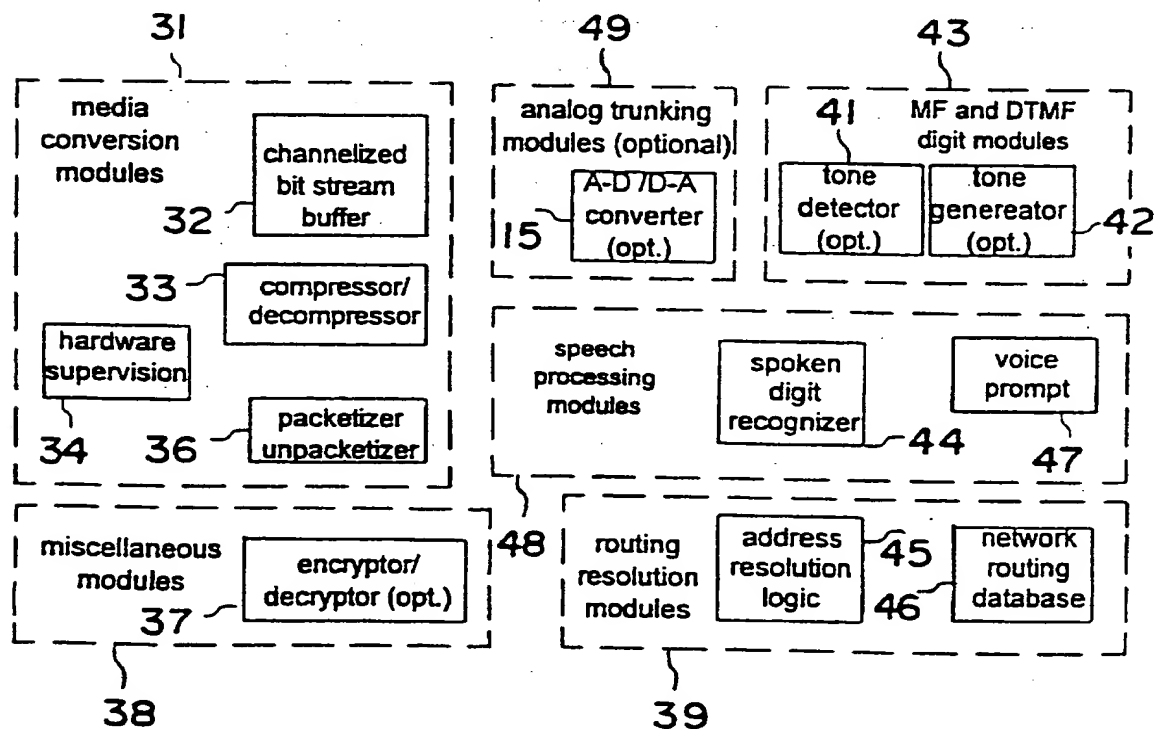 31
media
conversion
modules
channelized
bit stream
buffer
32
33
compressor/
decompressor
hardware
supervision
34
36
packetizer
unpacketizer
49
analog trunking
modules (optional)
A-D /D-A
converter
(opt.)
15
43
41
MF and DTMF
digit modules
tone
detector
(opt.)
tone
genereator
(opt.)
42
speech
processing
modules
spoken
digit
recognizer
44
voice
prompt
47
48
miscellaneous
modules
encryptor/
decryptor (opt.)
37
38
routing
resolution
modules
address
resolution
logic
45
46
network
routing
database
39